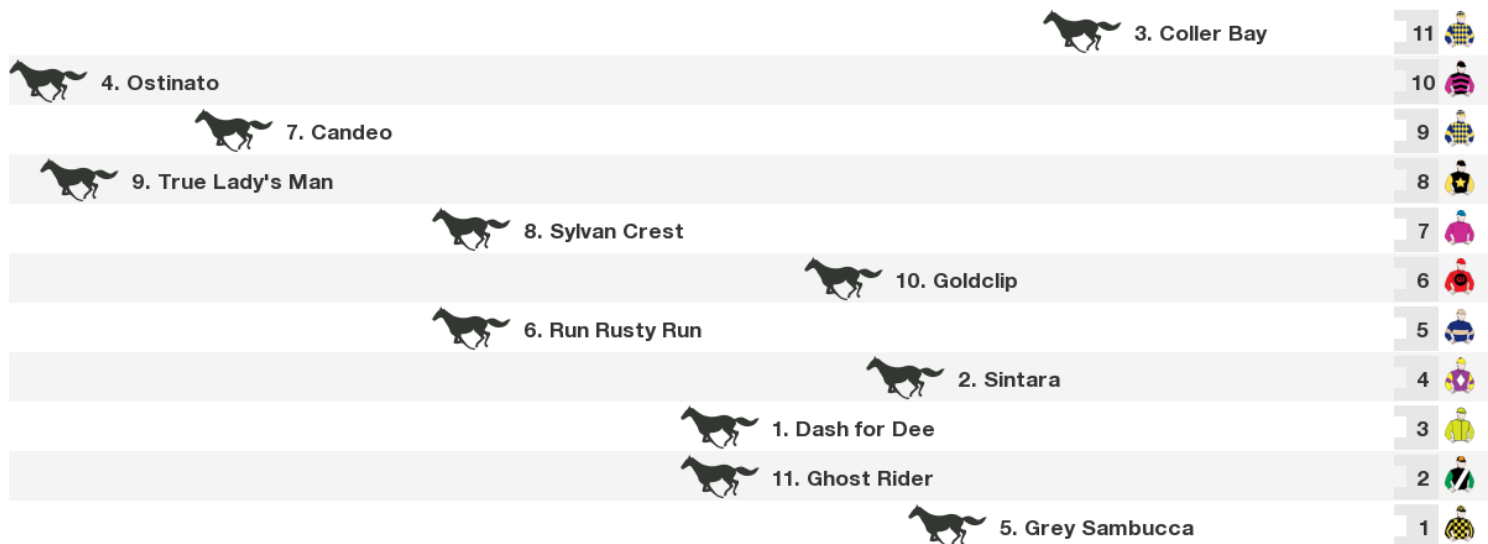 3. Coller Bay 11
4. Ostinato 10
7. Candeo 9
9. True Lady's Man 8
8. Sylvan Crest 7
10. Goldclip 6
6. Run Rusty Run 5
2. Sintara 4
1. Dash for Dee 3
11. Ghost Rider 2
5. Grey Sambucca 1